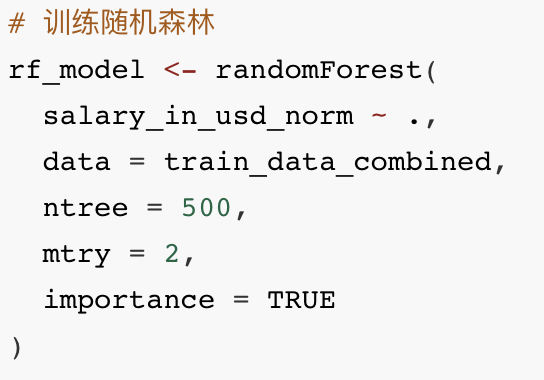 # 训练随机森林
rf_model <- randomForest(
  salary_in_usd_norm ~ .,
  data = train_data_combined,
  ntree = 500,
  mtry = 2,
  importance = TRUE
)